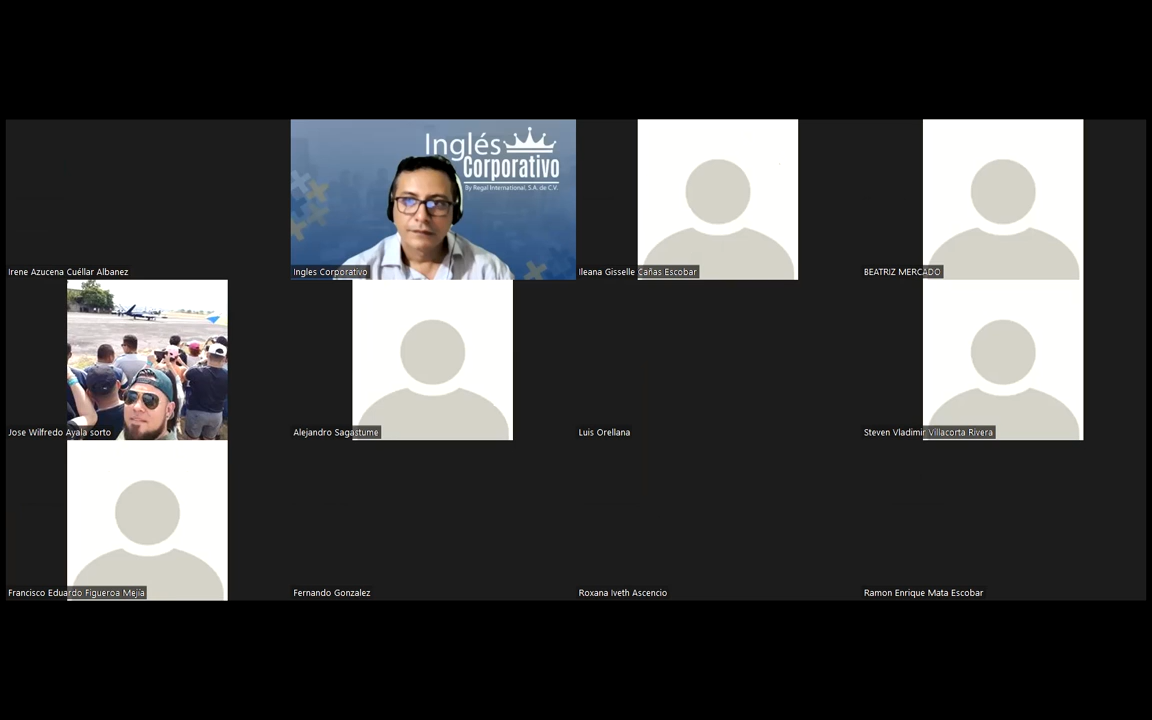 Inglés
Corporativo
By Regal International, S.A. de C.V.
Irene Azucena Cuéllar Albanez
Ingles Corporativo
Ileana Gisselle Cañas Escobar
BEATRIZ MERCADO
Jose Wilfredo Ayala sorto
Alejandro Sagastume
Luis Orellana
Steven Vladimir Villacorta Rivera
Francisco Eduardo Figueroa Mejía
Fernando Gonzalez
Roxana Iveth Ascencio
Ramon Enrique Mata Escobar